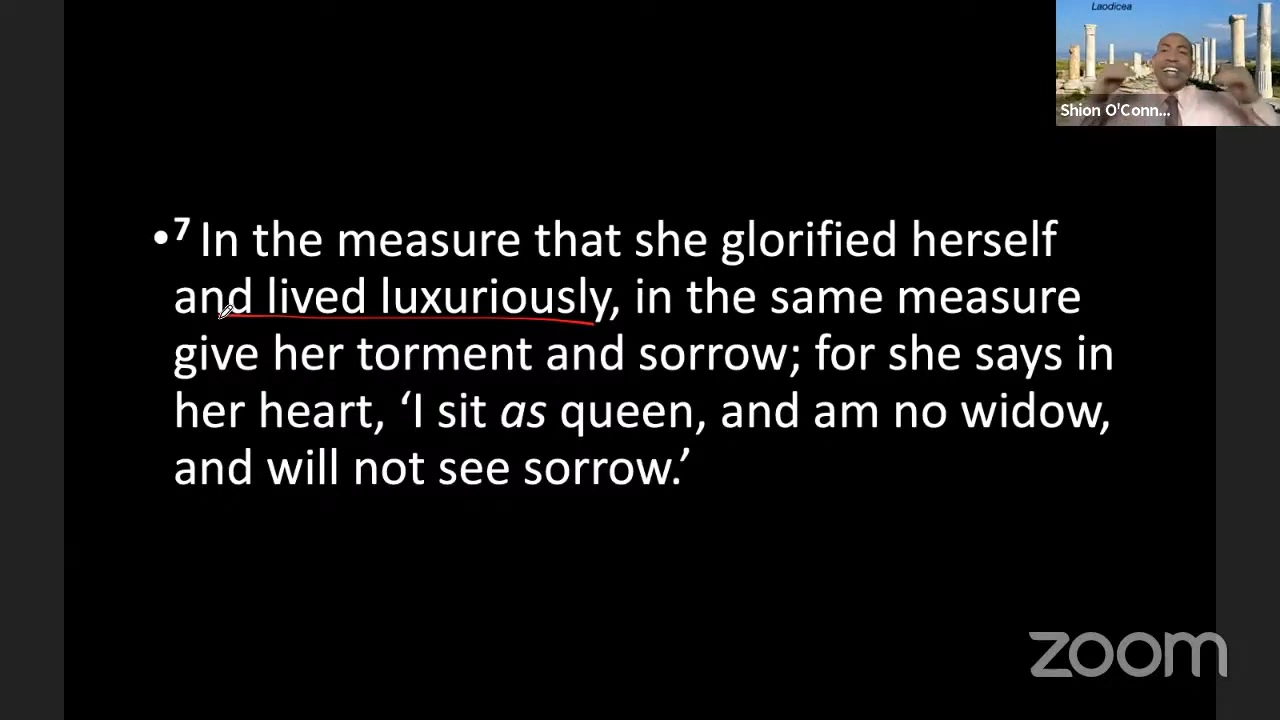 Laodicea
Shion O'Conn...
•⁷ In the measure that she glorified herself
and lived luxuriously, in the same measure
give her torment and sorrow; for she says in
her heart, ‘I sit as queen, and am no widow,
and will not see sorrow.’
zoom